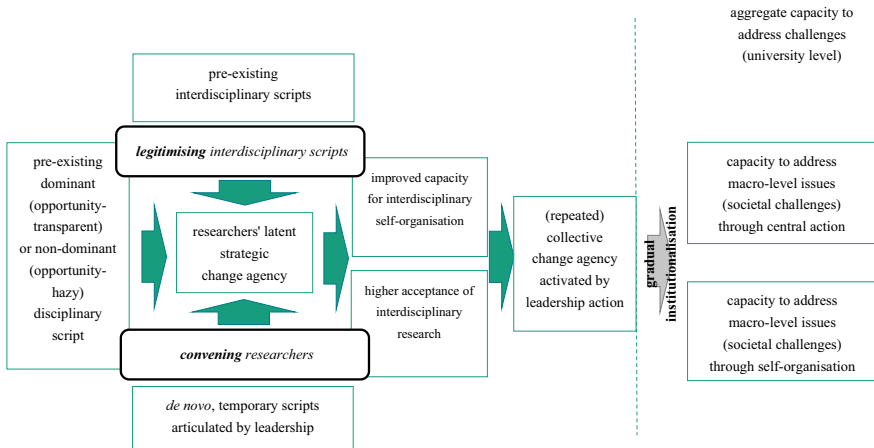 aggregate capacity to
address challenges
(university level)
pre-existing
interdisciplinary scripts
legitimising interdisciplinary scripts
pre-existing
dominant
(opportunity-
transparent)
or non-dominant
(opportunity-
hazy)
disciplinary
script
researchers' latent
strategic
change agency
convening researchers
de novo, temporary scripts
articulated by leadership
improved capacity
for interdisciplinary
self-organisation
higher acceptance of
interdisciplinary
research
(repeated)
collective
change agency
activated by
leadership action
gradual
institutionalisation
capacity to address
macro-level issues
(societal challenges)
through central action
capacity to address
macro-level issues
(societal challenges)
through self-organisation